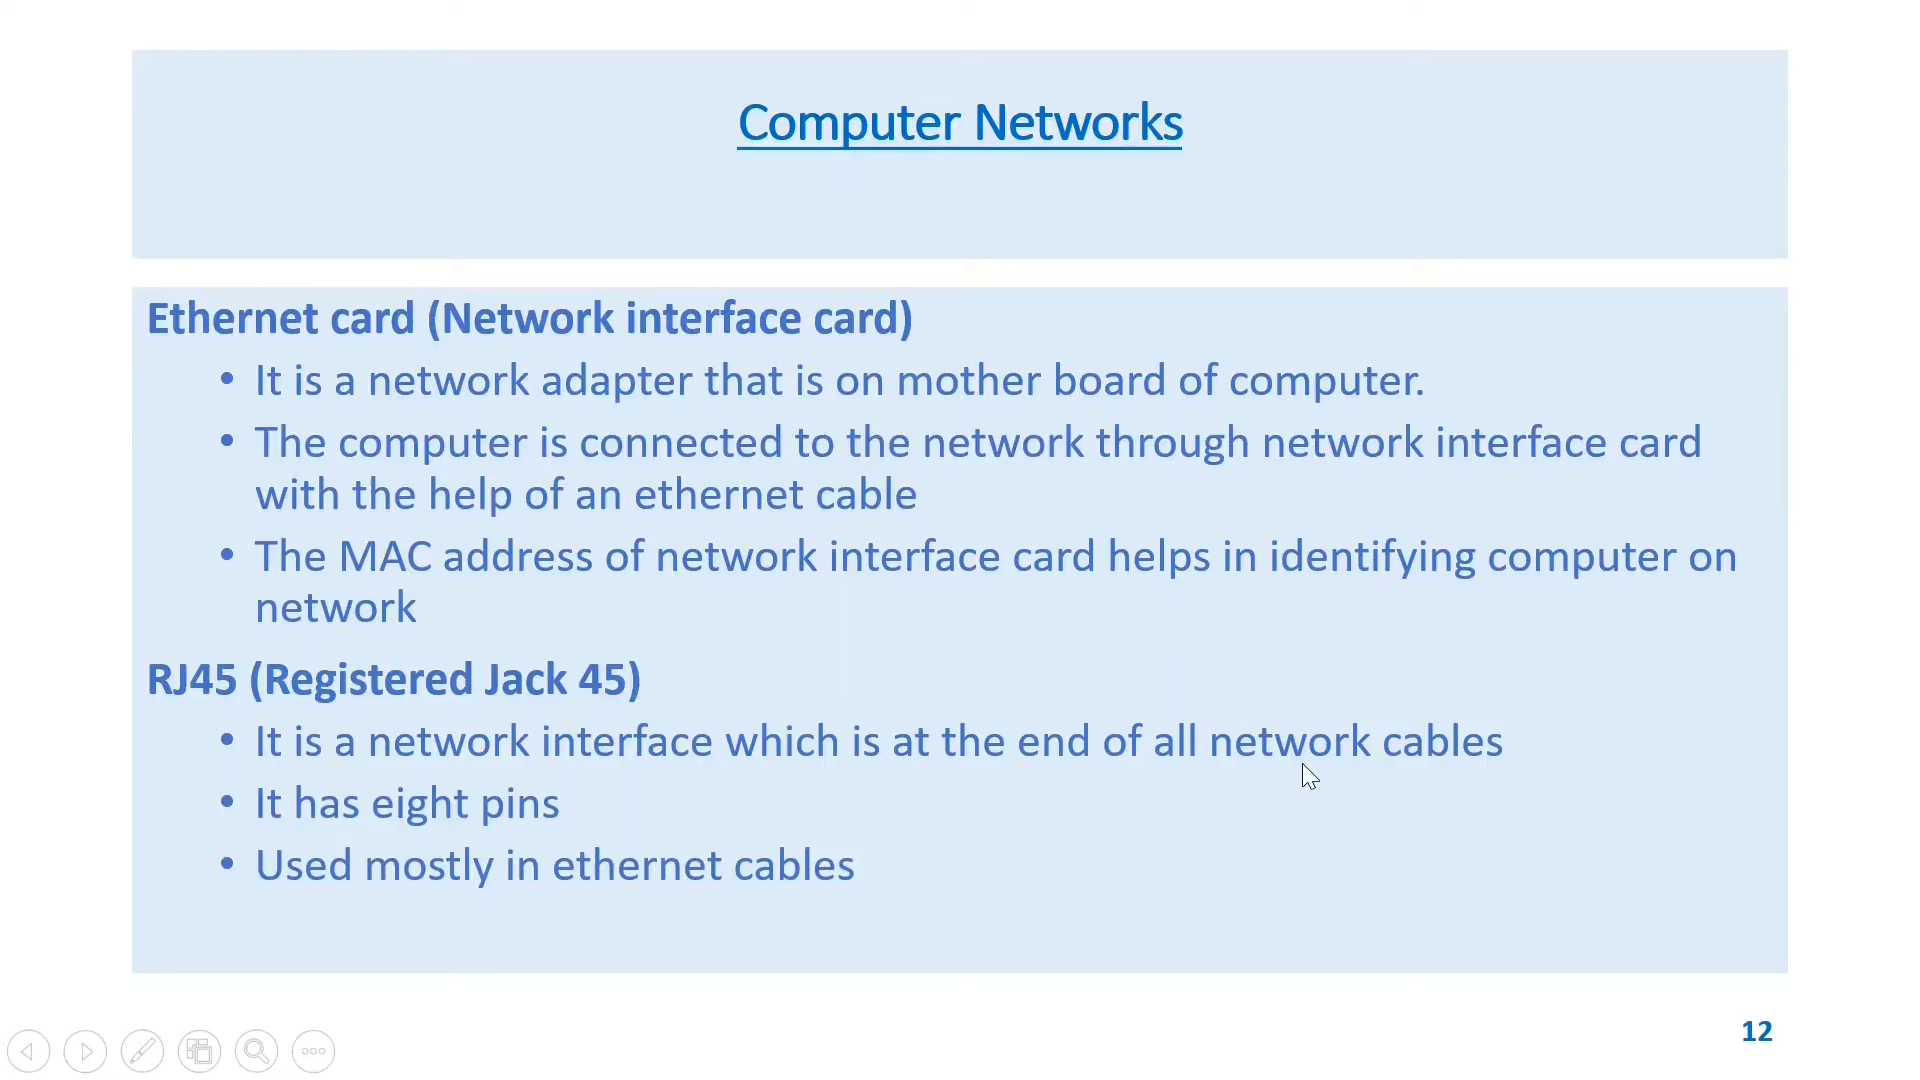 Computer Networks
Ethernet card (Network interface card)
• It is a network adapter that is on mother board of computer.
• The computer is connected to the network through network interface card
with the help of an ethernet cable
• The MAC address of network interface card helps in identifying computer on
network
RJ45 (Registered Jack 45)
• It is a network interface which is at the end of all network cables
• It has eight pins
• Used mostly in ethernet cables
12